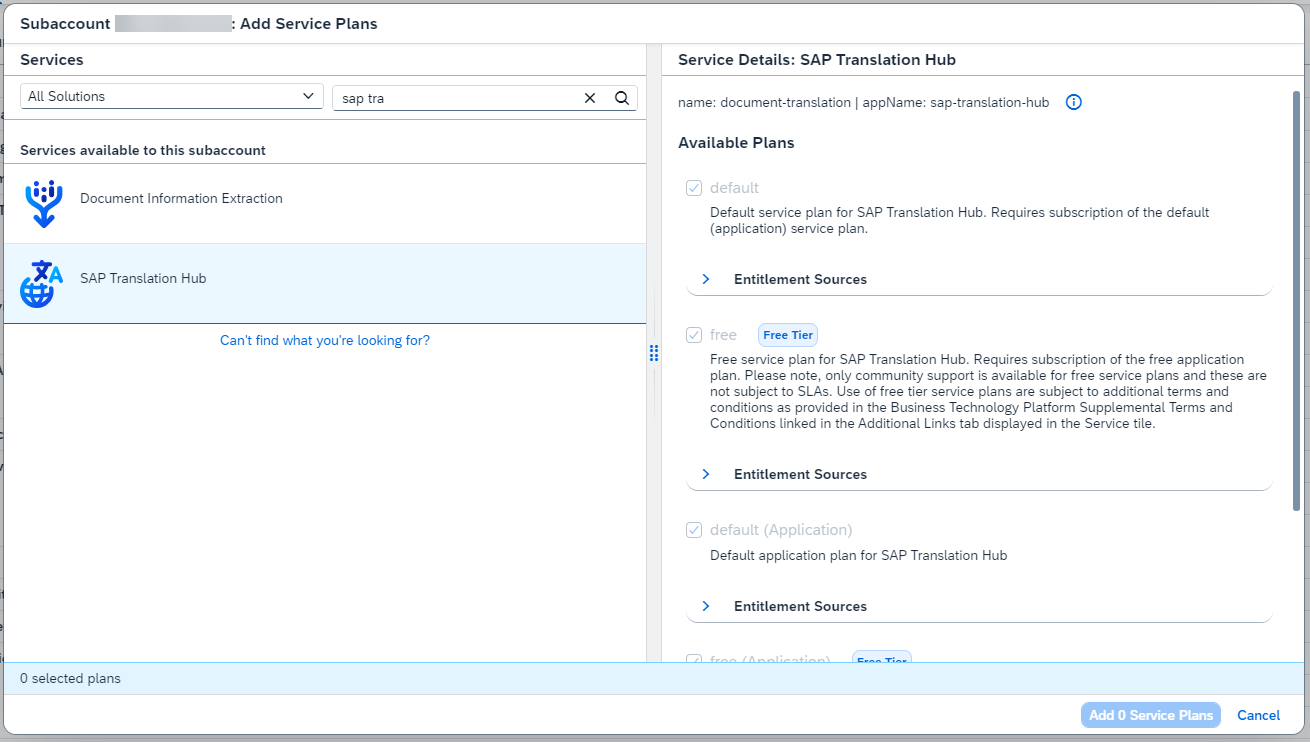 Subaccount : Add Service Plans
Services
All Solutions
sap tra
Services available to this subaccount
Document Information Extraction
SAP Translation Hub
Can't find what you're looking for?
Service Details: SAP Translation Hub
name: document-translation | appName: sap-translation-hub
Available Plans
default
Default service plan for SAP Translation Hub. Requires subscription of the default
(application) service plan.
Entitlement Sources
free Free Tier
Free service plan for SAP Translation Hub. Requires subscription of the free application
plan. Please note, only community support is available for free service plans and these are
not subject to SLAs. Use of free tier service plans are subject to additional terms and
conditions as provided in the Business Technology Platform Supplemental Terms and
Conditions linked in the Additional Links tab displayed in the Service tile.
Entitlement Sources
default (Application)
Default application plan for SAP Translation Hub
Entitlement Sources
free (Application) Free Tier
0 selected plans
Add 0 Service Plans Cancel